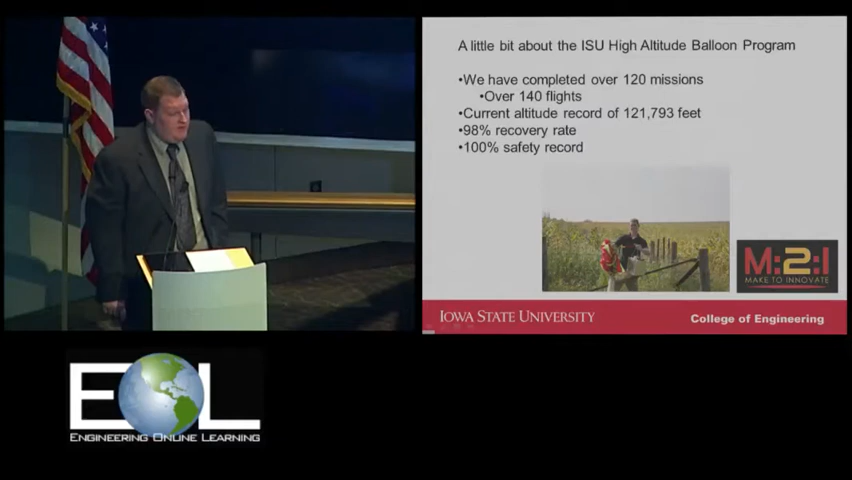 A little bit about the ISU High Altitude Balloon Program
•We have completed over 120 missions
•Over 140 flights
•Current altitude record of 121,793 feet
•98% recovery rate
•100% safety record
M:2:I
MAKE TO INNOVATE
IOWA STATE UNIVERSITY
College of Engineering
EOL
ENGINEERING ONLINE LEARNING